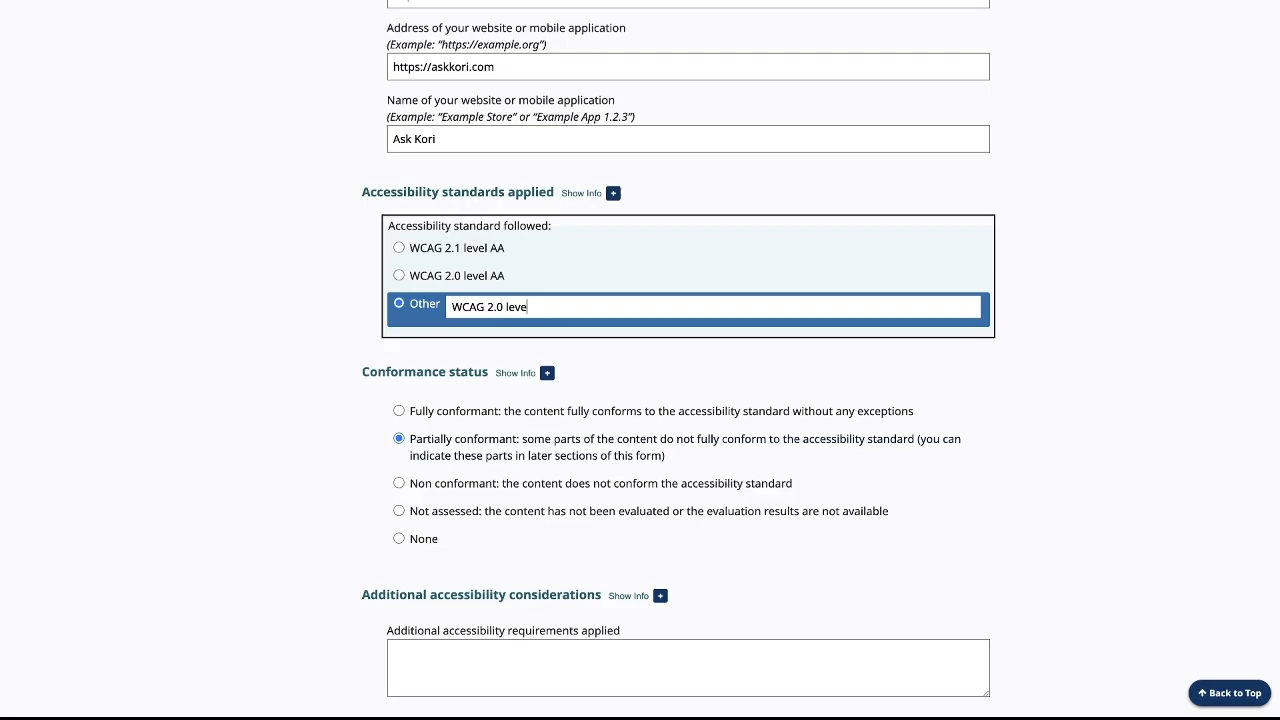 Address of your website or mobile application
(Example: "https://example.org")
https://askkori.com
Name of your website or mobile application
(Example: "Example Store" or "Example App 1.2.3")
Ask Kori
Accessibility standards applied Show Info +
Accessibility standard followed:
WCAG 2.1 level AA
WCAG 2.0 level AA
Other WCAG 2.0 leve
Conformance status Show Info +
Fully conformant: the content fully conforms to the accessibility standard without any exceptions
Partially conformant: some parts of the content do not fully conform to the accessibility standard (you can
indicate these parts in later sections of this form)
Non conformant: the content does not conform the accessibility standard
Not assessed: the content has not been evaluated or the evaluation results are not available
None
Additional accessibility considerations Show Info +
Additional accessibility requirements applied
Back to Top